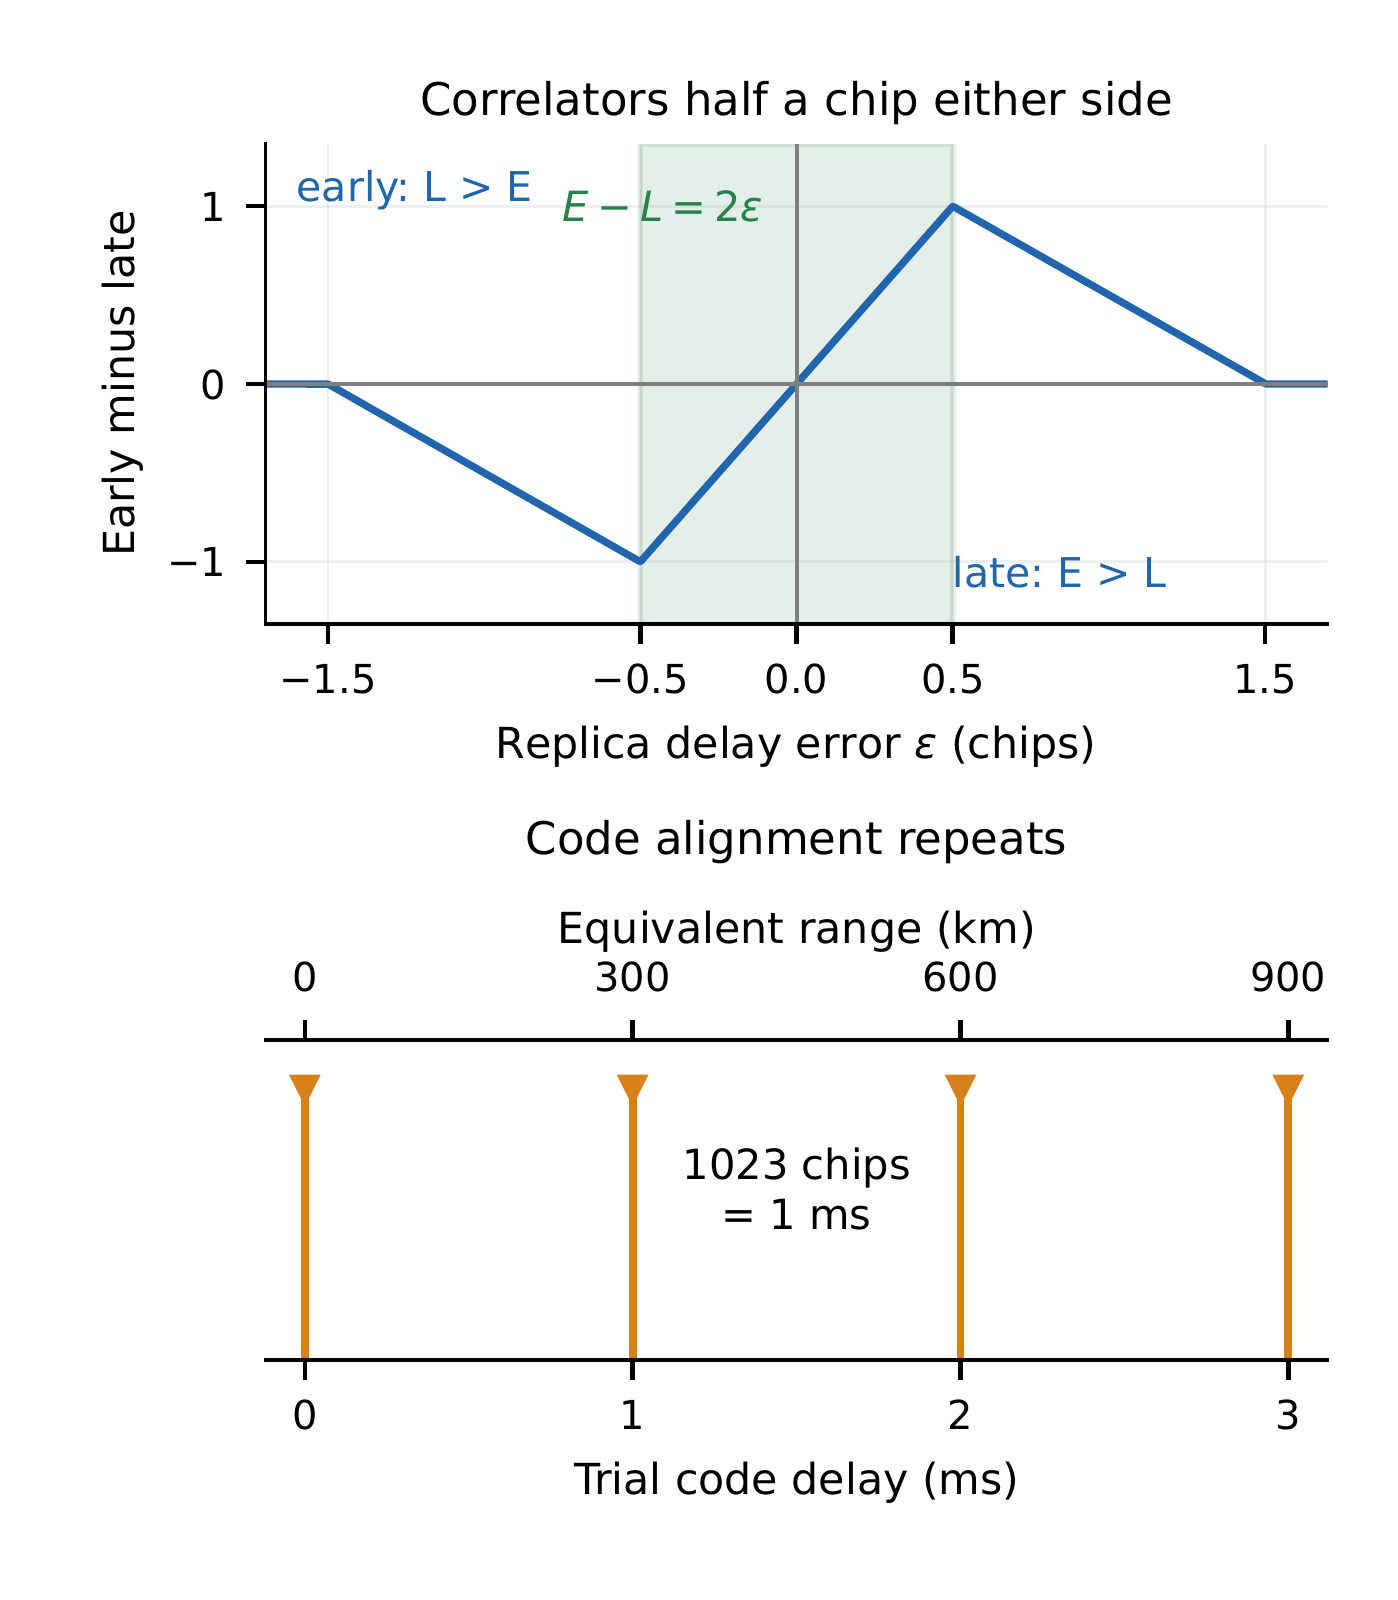 Correlators half a chip either side
early: L > E
E − L = 2ε
1
0
−1
Early minus late
late: E > L
−1.5
−0.5
0.0
0.5
1.5
Replica delay error ε (chips)
Code alignment repeats
Equivalent range (km)
0
300
600
900
1023 chips
= 1 ms
0
1
2
3
Trial code delay (ms)